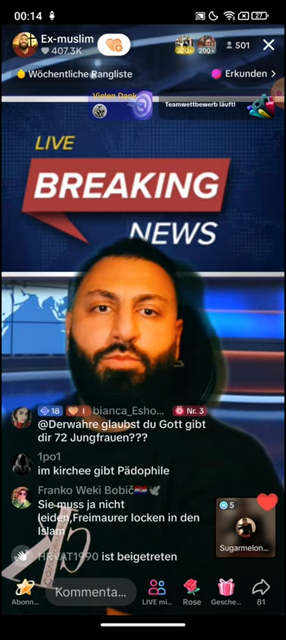 00:14
27
Ex-muslim
407.3K
200+
501
Wöchentliche Rangliste
Erkunden >
Vielen Dank
Teamwettbewerb läuft!
LIVE
BREAKING
NEWS
18 I bianca_Esho... Nr. 3
@Derwahre glaubst du Gott gibt
dir 72 Jungfrauen???
1po1
im kirchee gibt Pädophile
Franko Weki Bobič
Sie muss ja nicht
leiden,Freimaurer locken in den
Islam
5
Sugarmelon...
HRVAT1990 ist beigetreten
Kommenta...
Abonn...
LIVE mi...
Rose
Gesche...
81